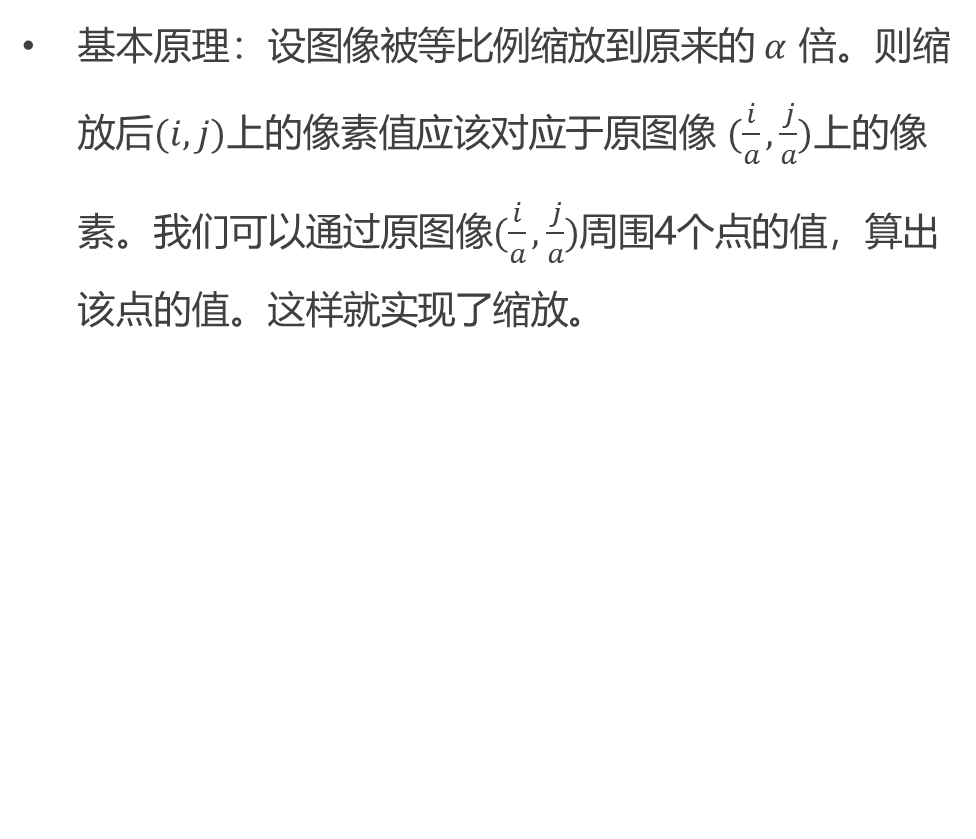 • 基本原理：设图像被等比例缩放到原来的 α 倍。则缩
放后(i, j)上的像素值应该对应于原图像 (i/a, j/a)上的像
素。我们可以通过原图像(i/a, j/a)周围4个点的值，算出
该点的值。这样就实现了缩放。